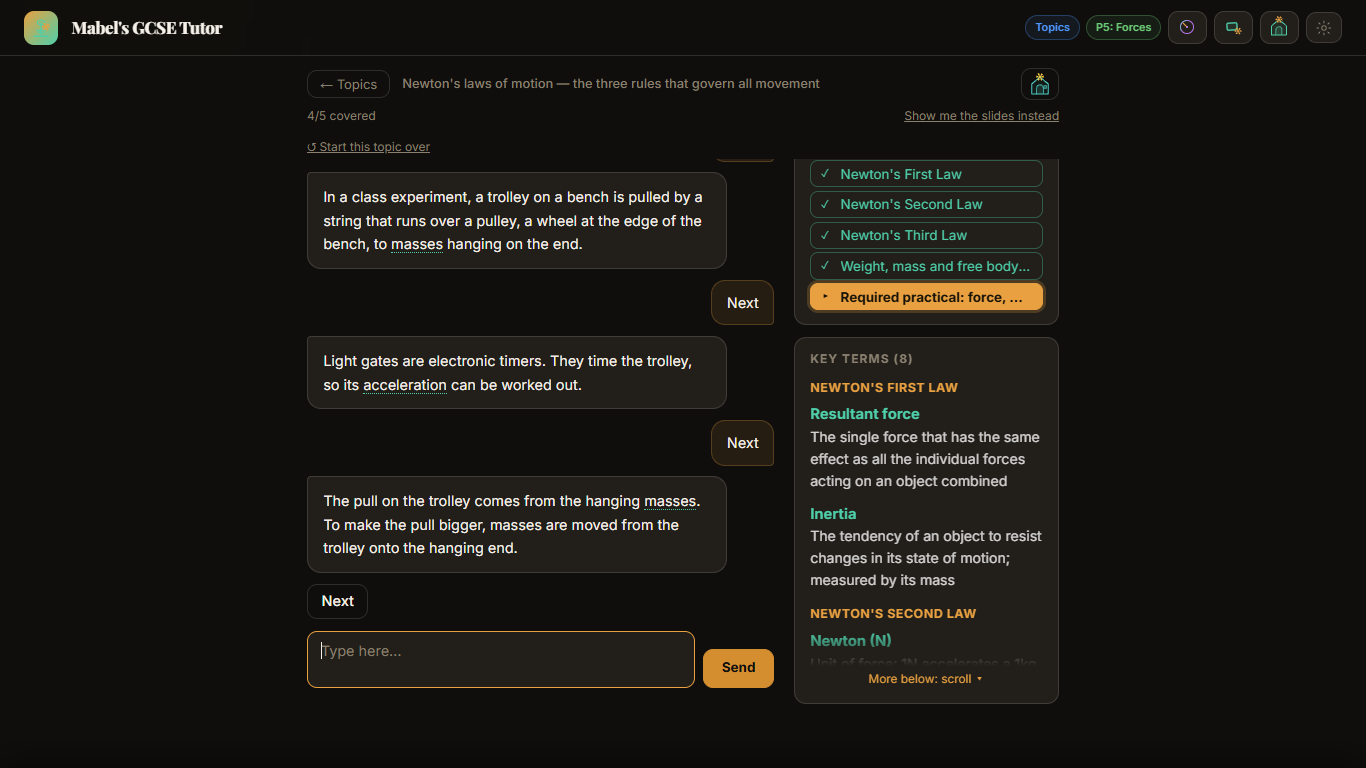 Mabel's GCSE Tutor
Topics
P5: Forces
← Topics
Newton's laws of motion — the three rules that govern all movement
4/5 covered
Show me the slides instead
↺ Start this topic over
In a class experiment, a trolley on a bench is pulled by a
string that runs over a pulley, a wheel at the edge of the
bench, to masses hanging on the end.
Next
Light gates are electronic timers. They time the trolley,
so its acceleration can be worked out.
Next
The pull on the trolley comes from the hanging masses.
To make the pull bigger, masses are moved from the
trolley onto the hanging end.
Next
Type here...
Send
✓ Newton's First Law
✓ Newton's Second Law
✓ Newton's Third Law
✓ Weight, mass and free body...
‣ Required practical: force, ...
KEY TERMS (8)
NEWTON'S FIRST LAW
Resultant force
The single force that has the same
effect as all the individual forces
acting on an object combined
Inertia
The tendency of an object to resist
changes in its state of motion;
measured by its mass
NEWTON'S SECOND LAW
Newton (N)
Unit of force: 1N accelerates a 1kg
More below: scroll ▾